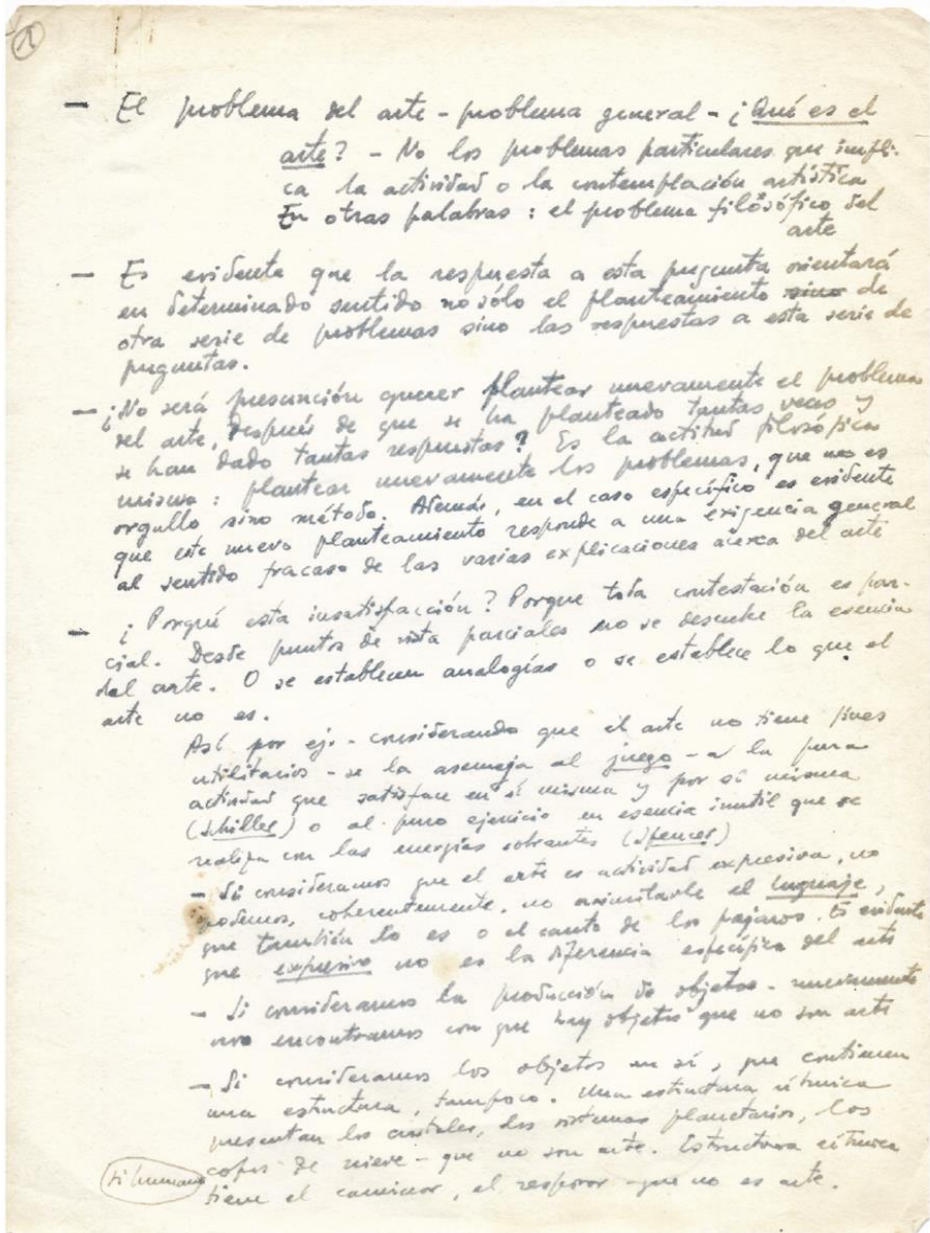 1
— El problema del arte - problema general - ¿Qué es el
arte? - No los problemas particulares que impli-
ca la actividad o la contemplación artística
En otras palabras : el problema filosófico del
arte
— Es evidente que la respuesta a esta pregunta orientará
en determinado sentido no sólo el planteamiento sino de
otra serie de problemas sino las respuestas a esta serie de
preguntas.
— ¿No será presunción querer plantear nuevamente el problema
del arte, después de que se ha planteado tantas veces y
se han dado tantas respuestas? Es la actitud filosófica
misma : plantear nuevamente los problemas, que no es
orgullo sino método. Además, en el caso específico es evidente
que este nuevo planteamiento responde a una exigencia general
al sentido fracaso de las varias explicaciones acerca del arte
— ¿Porqué esta insatisfacción? Porque toda contestación es par-
cial. Desde puntos de vista parciales no se descubre la esencia
del arte. O se establecen analogías o se establece lo que el
arte no es.
Así por ej. - considerando que el arte no tiene fines
utilitarios - se la asemeja al juego - a la pura
actividad que satisface en sí misma y por sí misma
(Schiller) o al puro ejercicio en esencia inutil que se
realiza con las energías sobrantes (Spencer)
— Si consideramos que el arte es actividad expresiva, no
podemos, coherentemente, no asimilarle el lenguaje,
que también lo es o el canto de los pájaros. Es evidente
que expresivo no es la diferencia específica del arte
— Si consideramos la producción de objetos - nuevamente
nos encontramos con que hay objetos que no son arte
— Si consideramos los objetos en sí, que contienen
una estructura, tampoco. Una estructura rítmica
presentan los cristales, los sistemas planetarios, los
copos de nieve - que no son arte. Estructura rítmica
tiene el caminar, el respirar - que no es arte.
humano